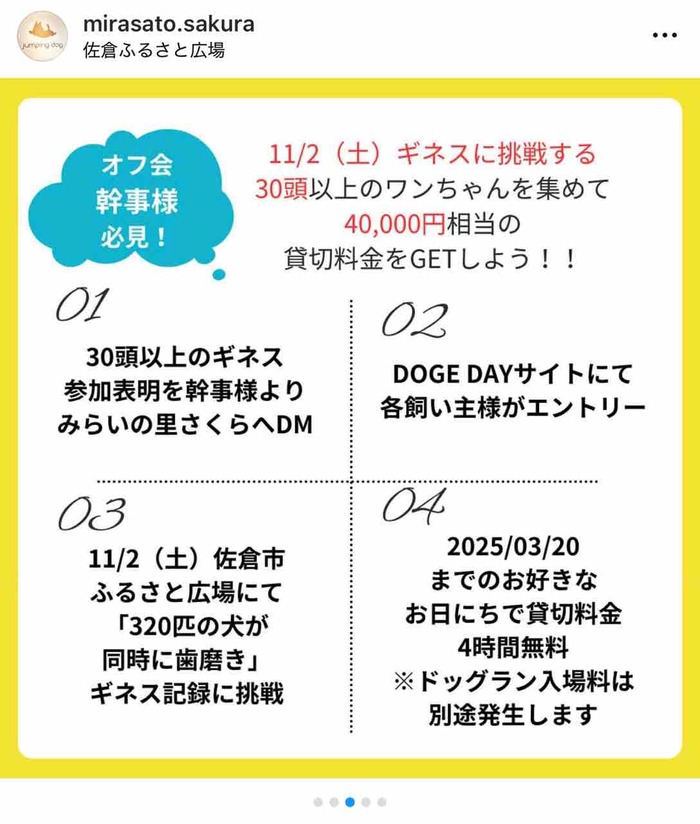 mirasato.sakura
佐倉ふるさと広場
jumping dog
オフ会
幹事様
必見！
11/2（土）ギネスに挑戦する
30頭以上のワンちゃんを集めて
40,000円相当の
貸切料金をGETしよう！！
01
30頭以上のギネス
参加表明を幹事様より
みらいの里さくらへDM
02
DOGE DAYサイトにて
各飼い主様がエントリー
03
11/2（土）佐倉市
ふるさと広場にて
「320匹の犬が
同時に歯磨き」
ギネス記録に挑戦
04
2025/03/20
までのお好きな
お日にちで貸切料金
4時間無料
※ドッグラン入場料は
別途発生します